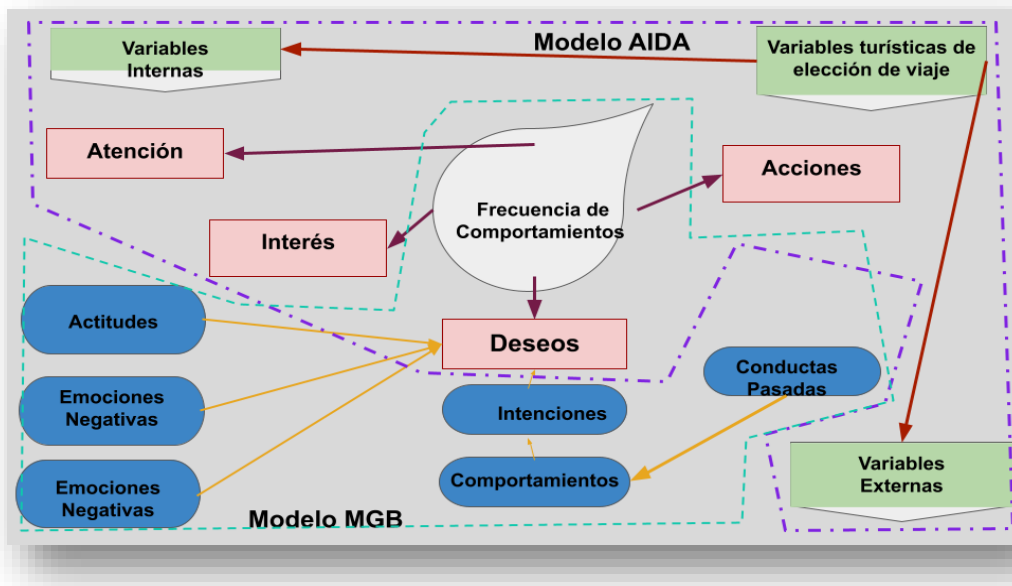 Modelo AIDA
Variables
Internas
Variables turísticas de
elección de viaje
Atención
Acciones
Frecuencia de
Comportamientos
Interés
Actitudes
Deseos
Conductas
Pasadas
Emociones
Negativas
Intenciones
Emociones
Negativas
Comportamientos
Variables
Externas
Modelo MGB